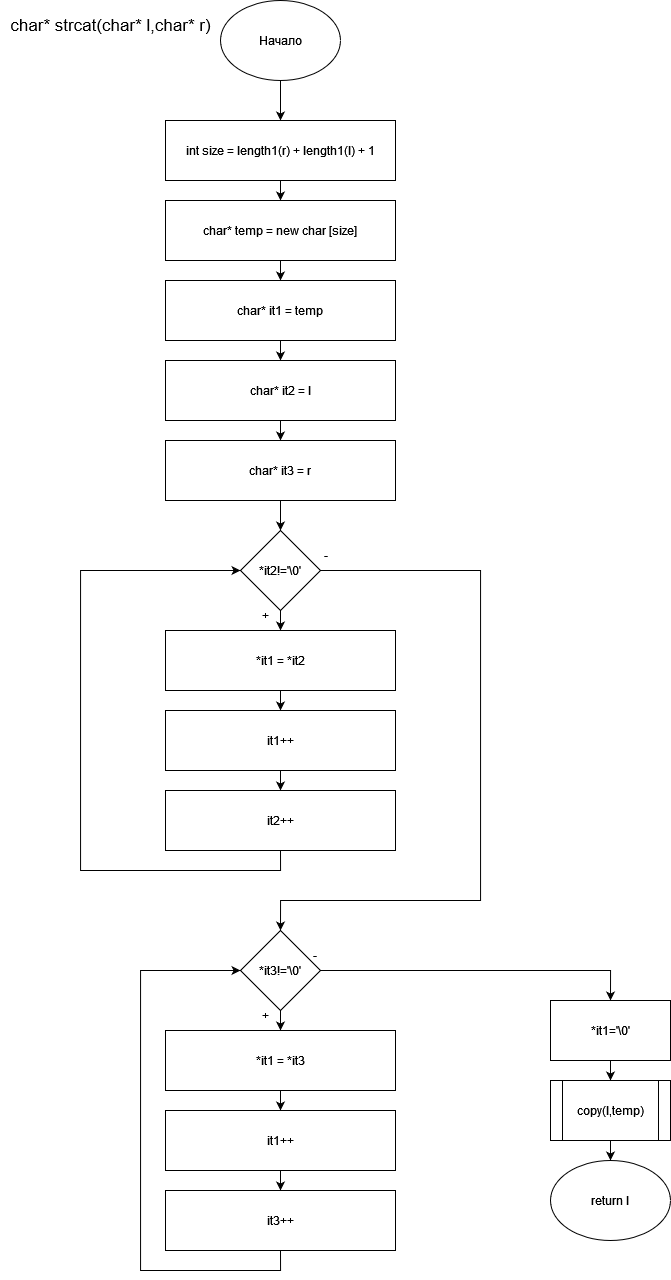 char* strcat(char* l,char* r)
Начало
int size = length1(r) + length1(l) + 1
char* temp = new char [size]
char* it1 = temp
char* it2 = l
char* it3 = r
*it2!='\0'
-
+
*it1 = *it2
it1++
it2++
*it3!='\0'
-
+
*it1 = *it3
it1++
it3++
*it1='\0'
copy(l,temp)
return l